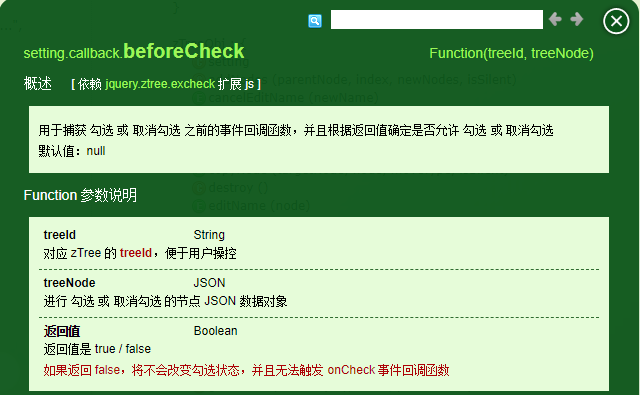 setting.callback.beforeCheck Function(treeId, treeNode)
概述 [ 依赖 jquery.ztree.excheck 扩展 js ]
用于捕获 勾选 或 取消勾选 之前的事件回调函数，并且根据返回值确定是否允许 勾选 或 取消勾选
默认值：null
Function 参数说明
treeId String
对应 zTree 的 treeId，便于用户操控
treeNode JSON
进行 勾选 或 取消勾选 的节点 JSON 数据对象
返回值 Boolean
返回值是 true / false
如果返回 false，将不会改变勾选状态，并且无法触发 onCheck 事件回调函数